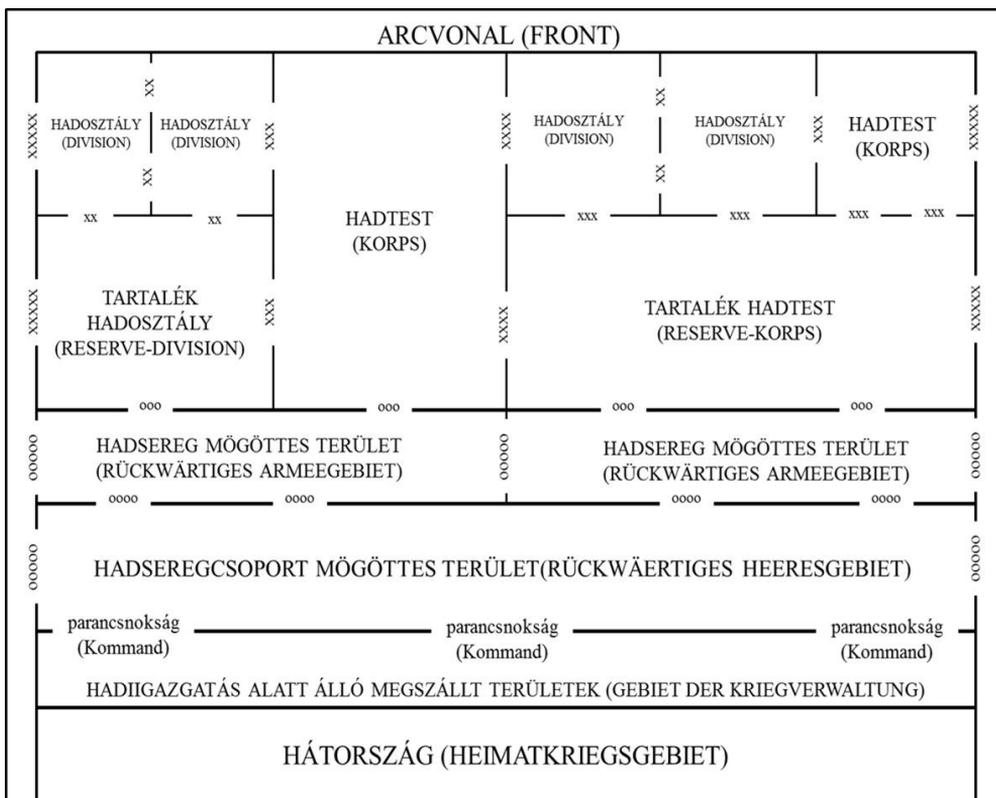 ARCVONAL (FRONT)
XX
XX
XXXXX
HADOSZTÁLY
(DIVISION)
HADOSZTÁLY
(DIVISION)
XXX
XXXX
HADOSZTÁLY
(DIVISION)
XX
HADOSZTÁLY
(DIVISION)
XXX
HADTEST
(KORPS)
XXXXX
XX
XX
xx
xx
HADTEST
(KORPS)
xxx
xxx
xxx
xxx
XXXXX
TARTALÉK
HADOSZTÁLY
(RESERVE-DIVISION)
XXX
XXXX
TARTALÉK HADTEST
(RESERVE-KORPS)
XXXXX
ooo
ooo
ooo
ooo
OOOOO
HADSEREG MÖGÖTTES TERÜLET
(RÜCKWÄRTIGES ARMEEGEBIET)
OOOOO
HADSEREG MÖGÖTTES TERÜLET
(RÜCKWÄRTIGES ARMEEGEBIET)
OOOOO
oooo
oooo
oooo
oooo
OOOOO
HADSEREGCSOPORT MÖGÖTTES TERÜLET(RÜCKWÄERTIGES HEERESGEBIET)
OOOOO
parancsnokság
(Kommand)
parancsnokság
(Kommand)
parancsnokság
(Kommand)
HADIIGAZGATÁS ALATT ÁLLÓ MEGSZÁLLT TERÜLETEK (GEBIET DER KRIEGVERWALTUNG)
HÁTORSZÁG (HEIMATKRIEGSGEBIET)